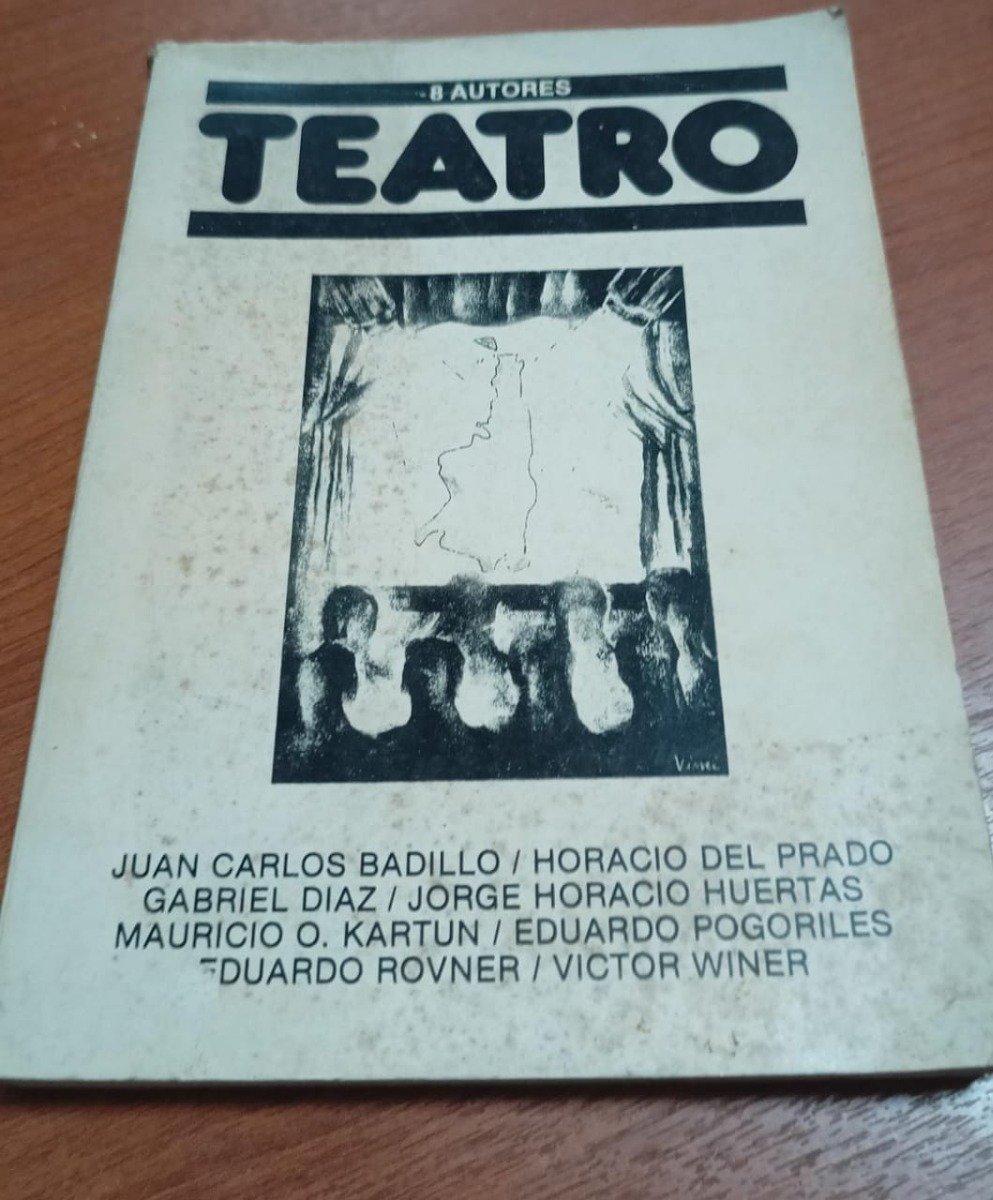 8 AUTORES
TEATRO
JUAN CARLOS BADILLO / HORACIO DEL PRADO
GABRIEL DIAZ / JORGE HORACIO HUERTAS
MAURICIO O. KARTUN / EDUARDO POGORILES
EDUARDO ROVNER / VICTOR WINER